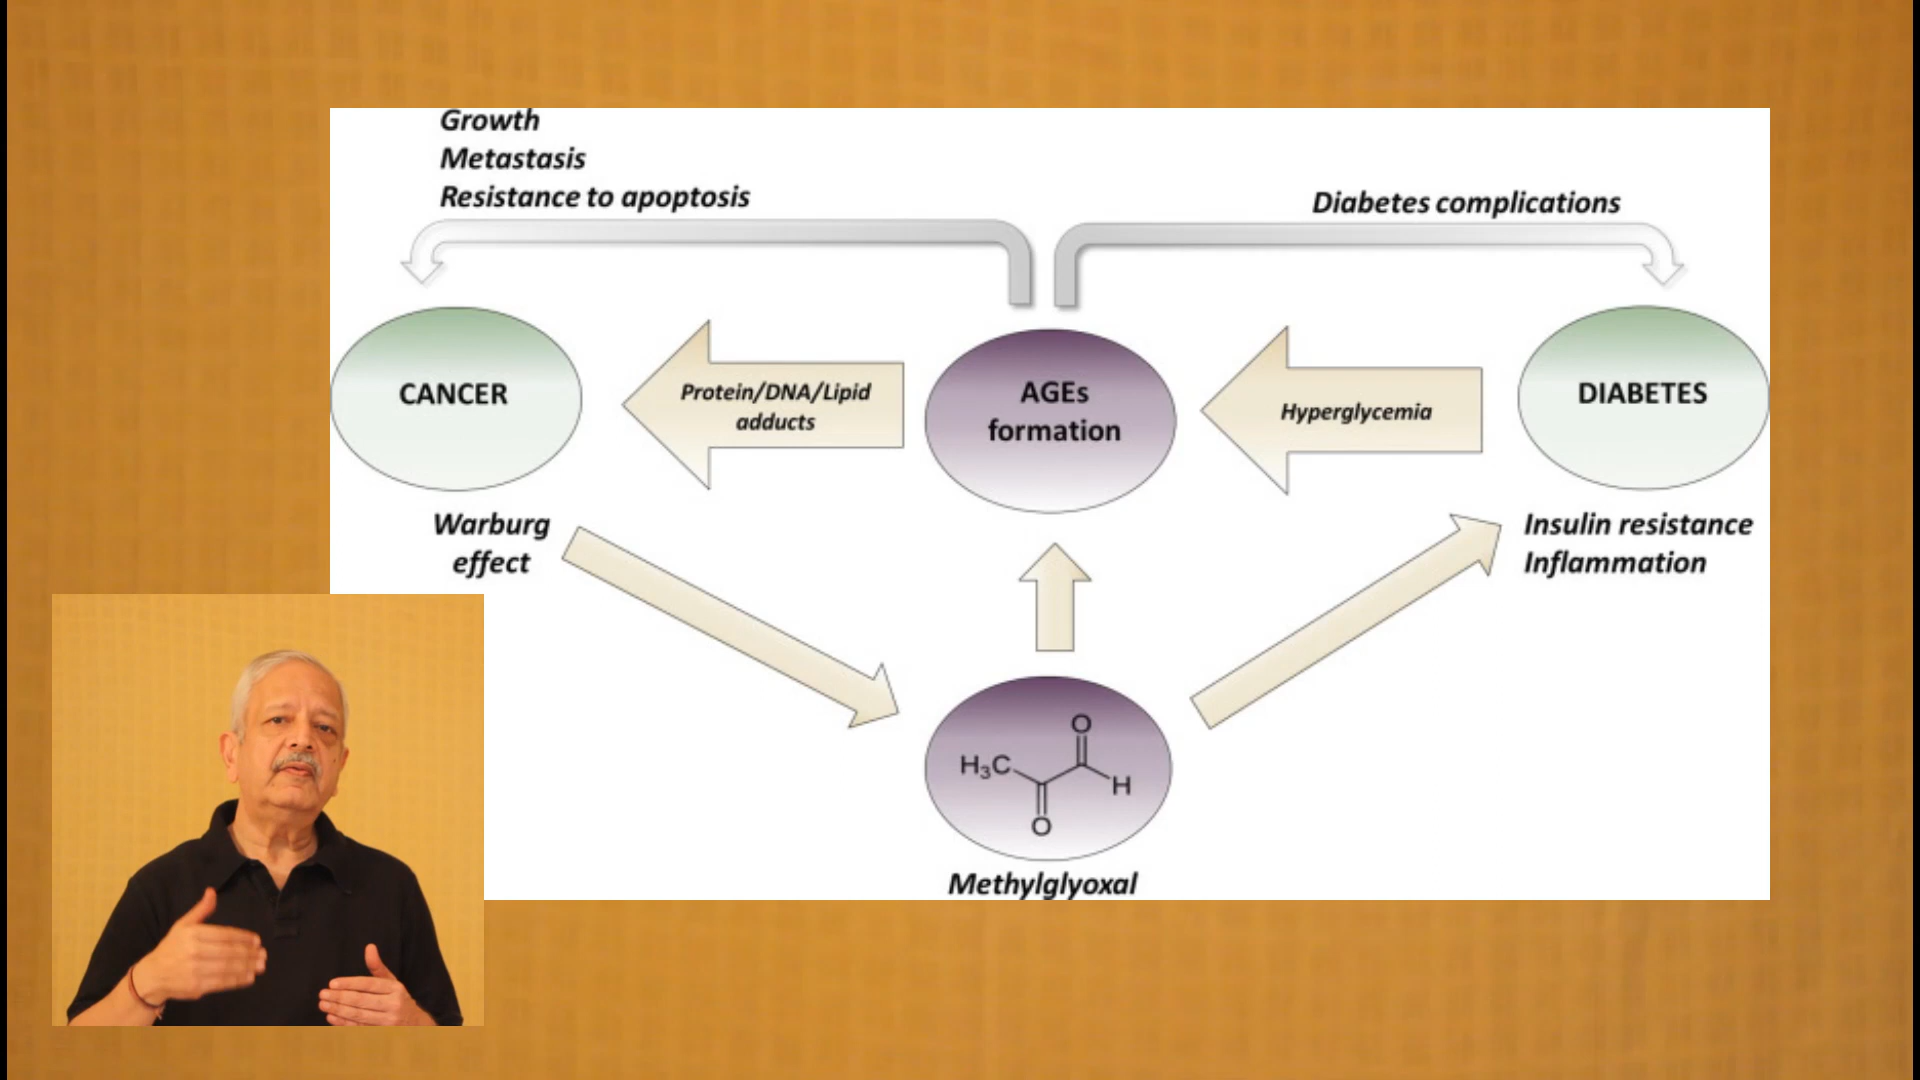 Growth
Metastasis
Resistance to apoptosis
Diabetes complications
CANCER
Protein/DNA/Lipid
adducts
AGEs
formation
Hyperglycemia
DIABETES
Warburg
effect
Insulin resistance
Inflammation
O
H₃C
H
O
Methylglyoxal